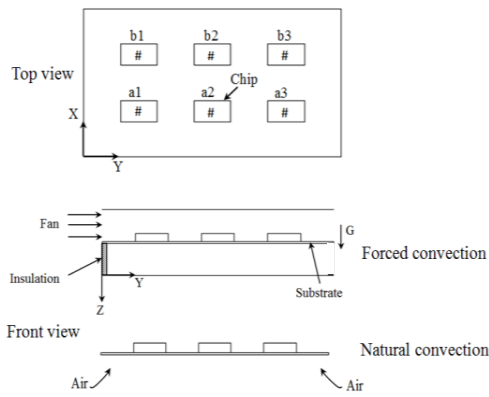 b1 b2 b3
# # #
Top view
Chip
a1 a2 a3
# # #
X
Y
Fan
G
Forced convection
Insulation
Y
Substrate
Z
Front view
Natural convection
Air
Air